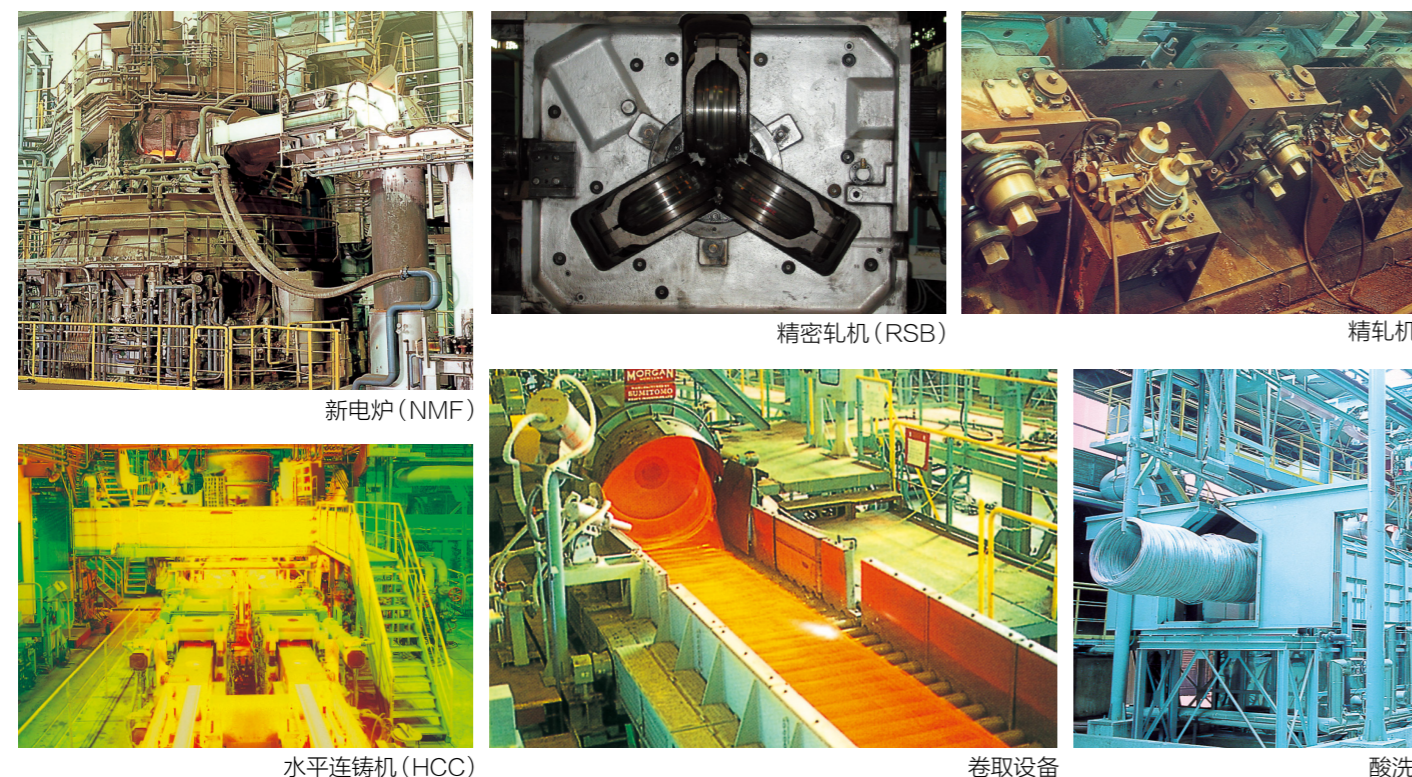 精密轧机(RSB)
精轧机
新电炉(NMF)
MORGAN
SUMITOMO
水平连铸机(HCC)
卷取设备
酸洗